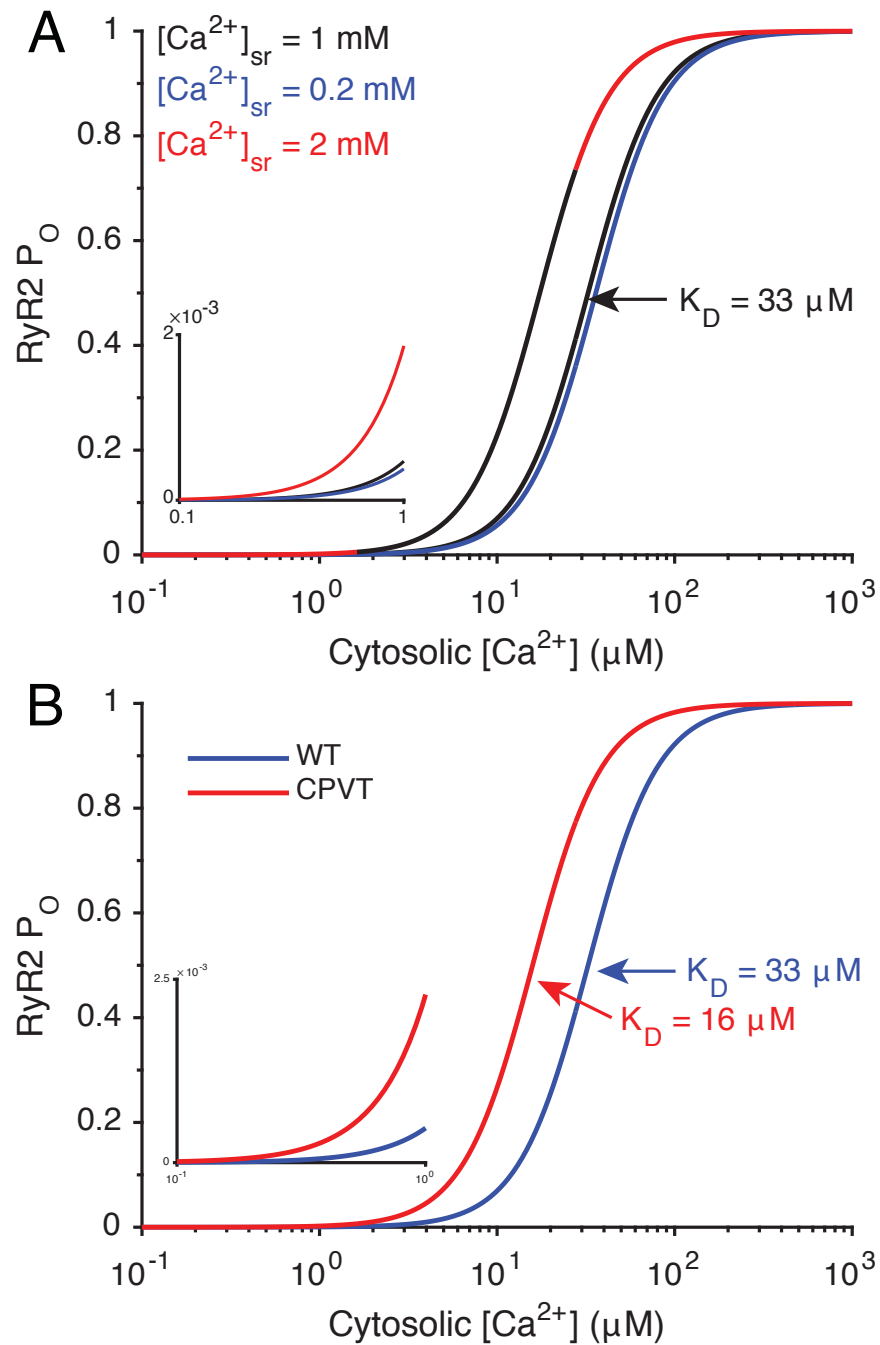 A
[Ca²⁺]sr = 1 mM
[Ca²⁺]sr = 0.2 mM
[Ca²⁺]sr = 2 mM
1
0.8
0.6
0.4
0.2
0
RyR2 PO
KD = 33 μM
×10⁻³
2
0
0.1
1
10⁻¹
10⁰
10¹
10²
10³
Cytosolic [Ca²⁺] (μM)
B
WT
CPVT
1
0.8
0.6
0.4
0.2
0
RyR2 PO
KD = 33 μM
KD = 16 μM
2.5 ×10⁻³
0
10⁻¹
10⁰
10⁻¹
10⁰
10¹
10²
10³
Cytosolic [Ca²⁺] (μM)